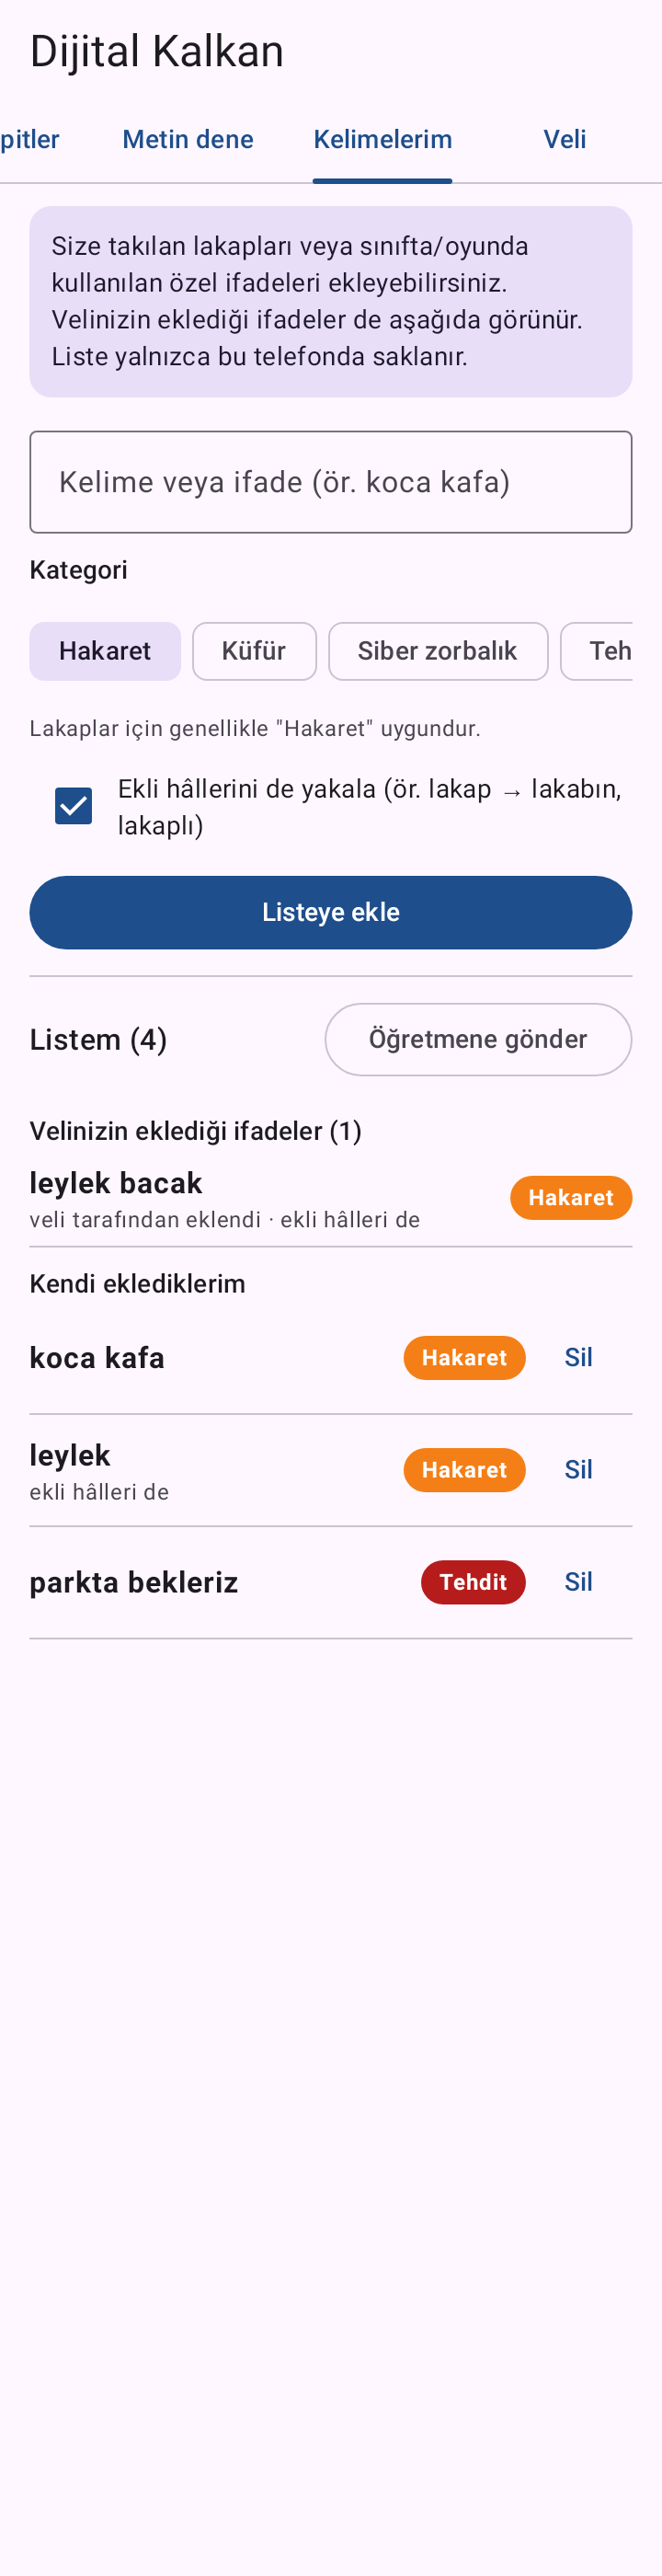 Dijital Kalkan
pitler
Metin dene
Kelimelerim
Veli
Size takılan lakapları veya sınıfta/oyunda
kullanılan özel ifadeleri ekleyebilirsiniz.
Velinizin eklediği ifadeler de aşağıda görünür.
Liste yalnızca bu telefonda saklanır.
Kelime veya ifade (ör. koca kafa)
Kategori
Hakaret
Küfür
Siber zorbalık
Teh
Lakaplar için genellikle "Hakaret" uygundur.
Ekli hâllerini de yakala (ör. lakap → lakabın,
lakaplı)
Listeye ekle
Listem (4)
Öğretmene gönder
Velinizin eklediği ifadeler (1)
leylek bacak
veli tarafından eklendi · ekli hâlleri de
Hakaret
Kendi eklediklerim
koca kafa
Hakaret
Sil
leylek
ekli hâlleri de
Hakaret
Sil
parkta bekleriz
Tehdit
Sil